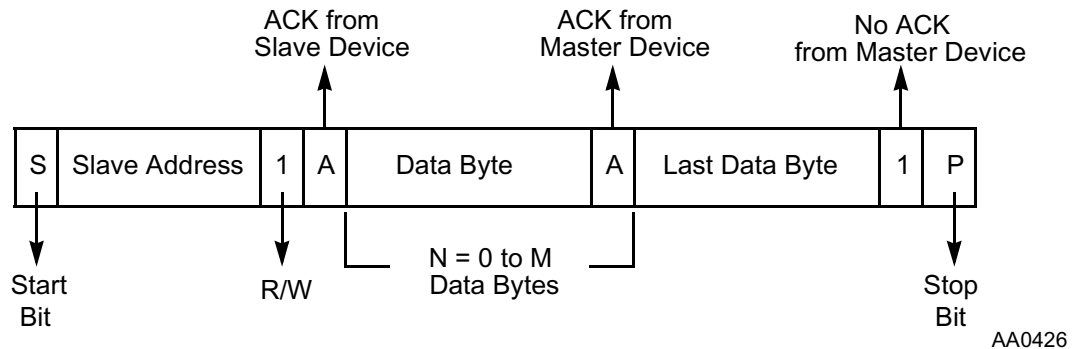 ACK from
Slave Device
ACK from
Master Device
No ACK
from Master Device
S Slave Address 1 A Data Byte A Last Data Byte 1 P
Start
Bit
R/W
N = 0 to M
Data Bytes
Stop
Bit
AA0426